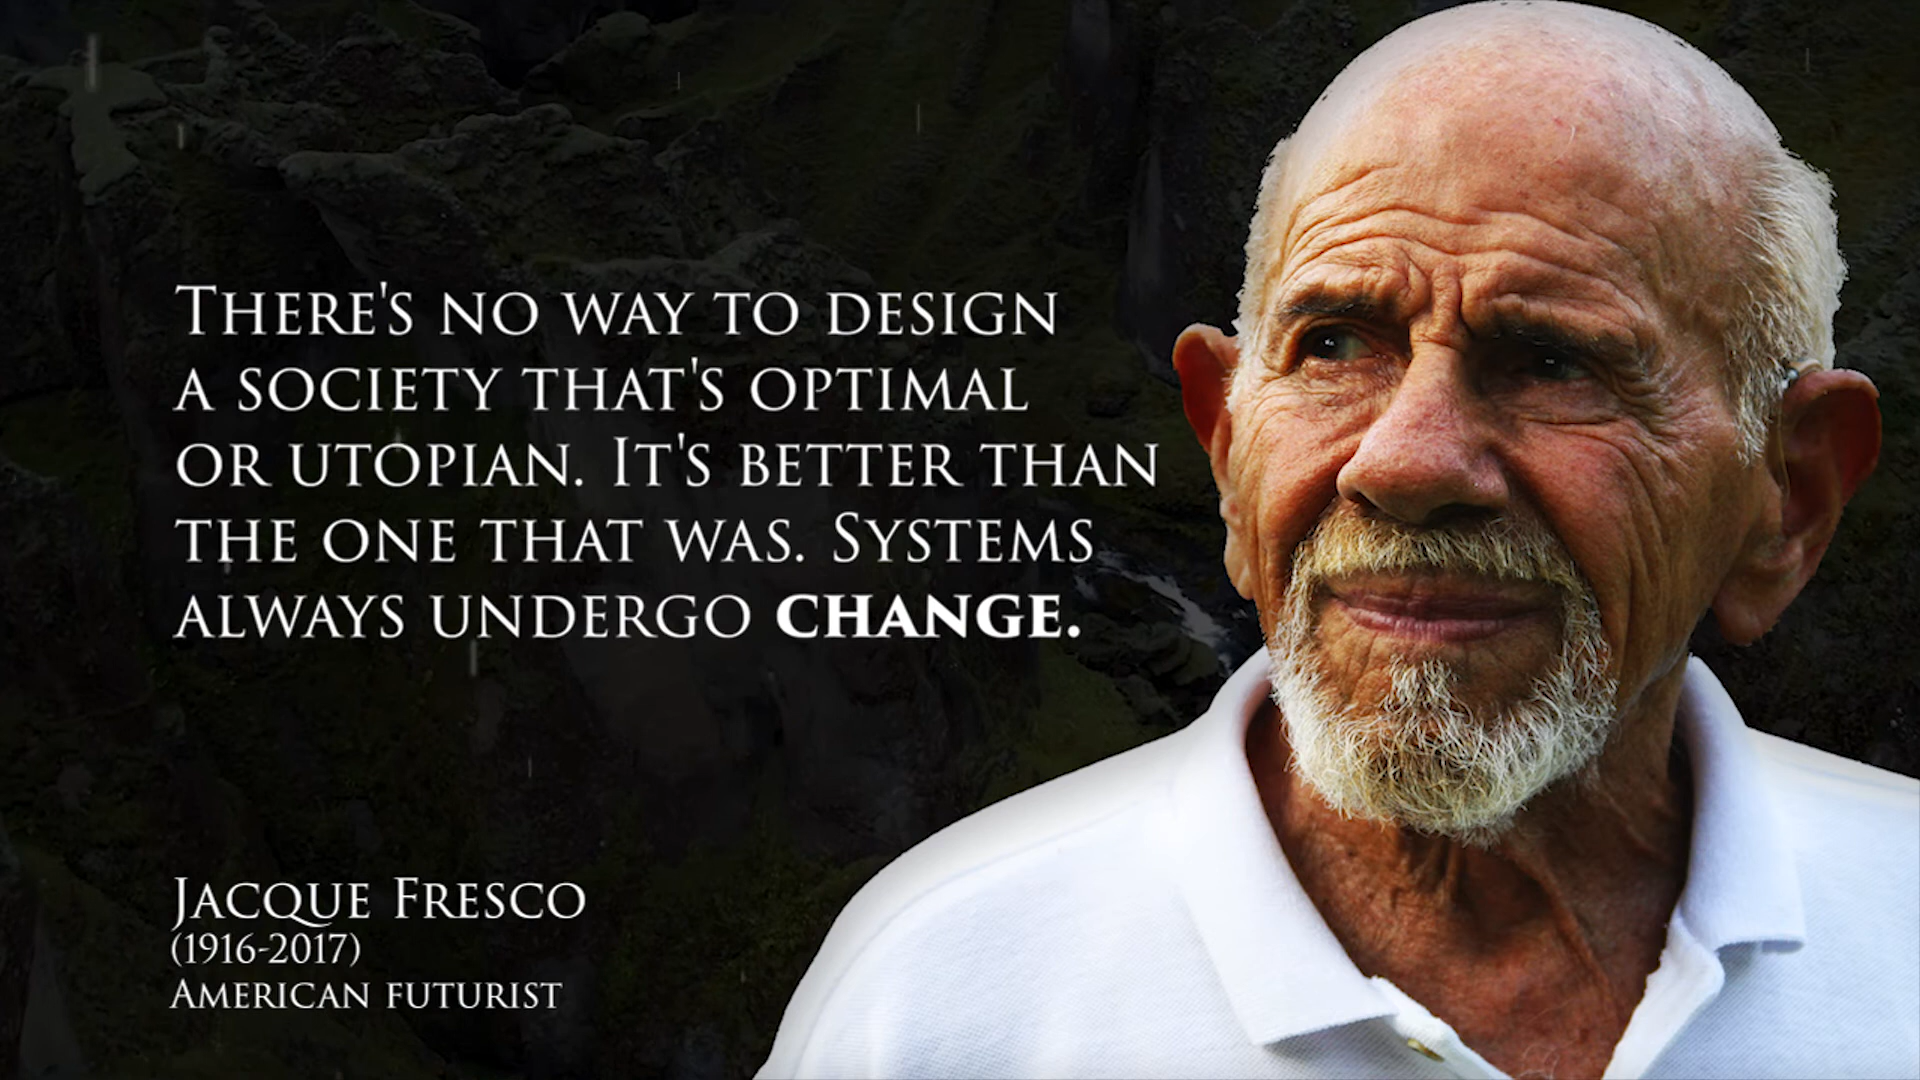 There's no way to design
a society that's optimal
or utopian. It's better than
the one that was. Systems
always undergo change.
Jacque Fresco
(1916-2017)
American futurist